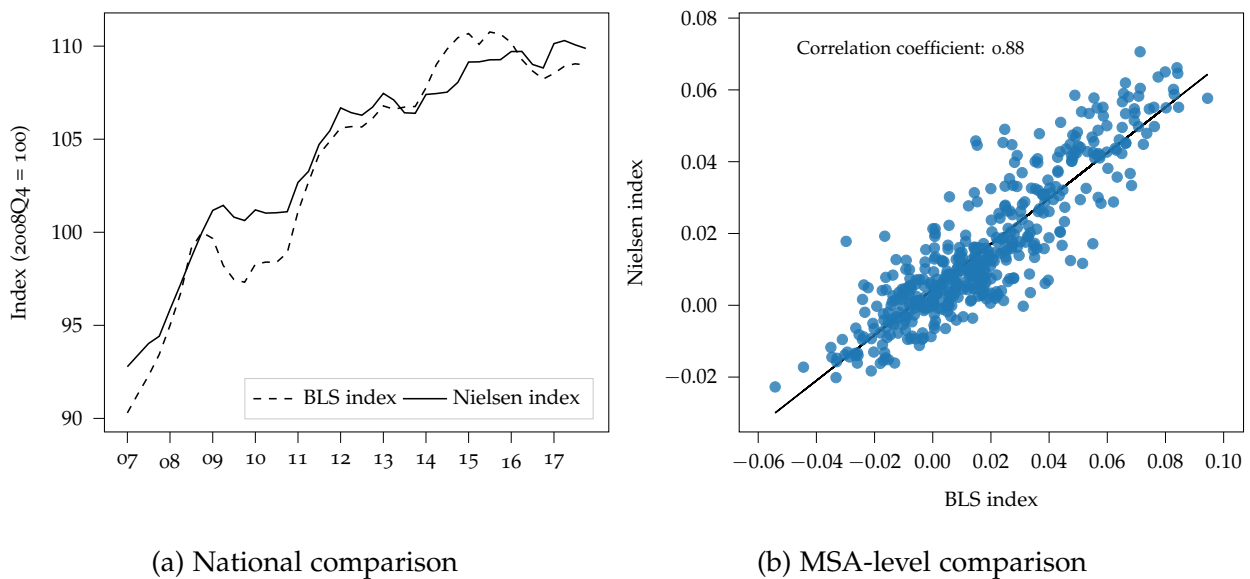 Index (2008Q4 = 100)
110
105
100
95
90
BLS index
Nielsen index
07 08 09 10 11 12 13 14 15 16 17
(a) National comparison
Nielsen index
0.08
0.06
0.04
0.02
0.00
−0.02
Correlation coefficient: 0.88
−0.06 −0.04 −0.02 0.00 0.02 0.04 0.06 0.08 0.10
BLS index
(b) MSA-level comparison